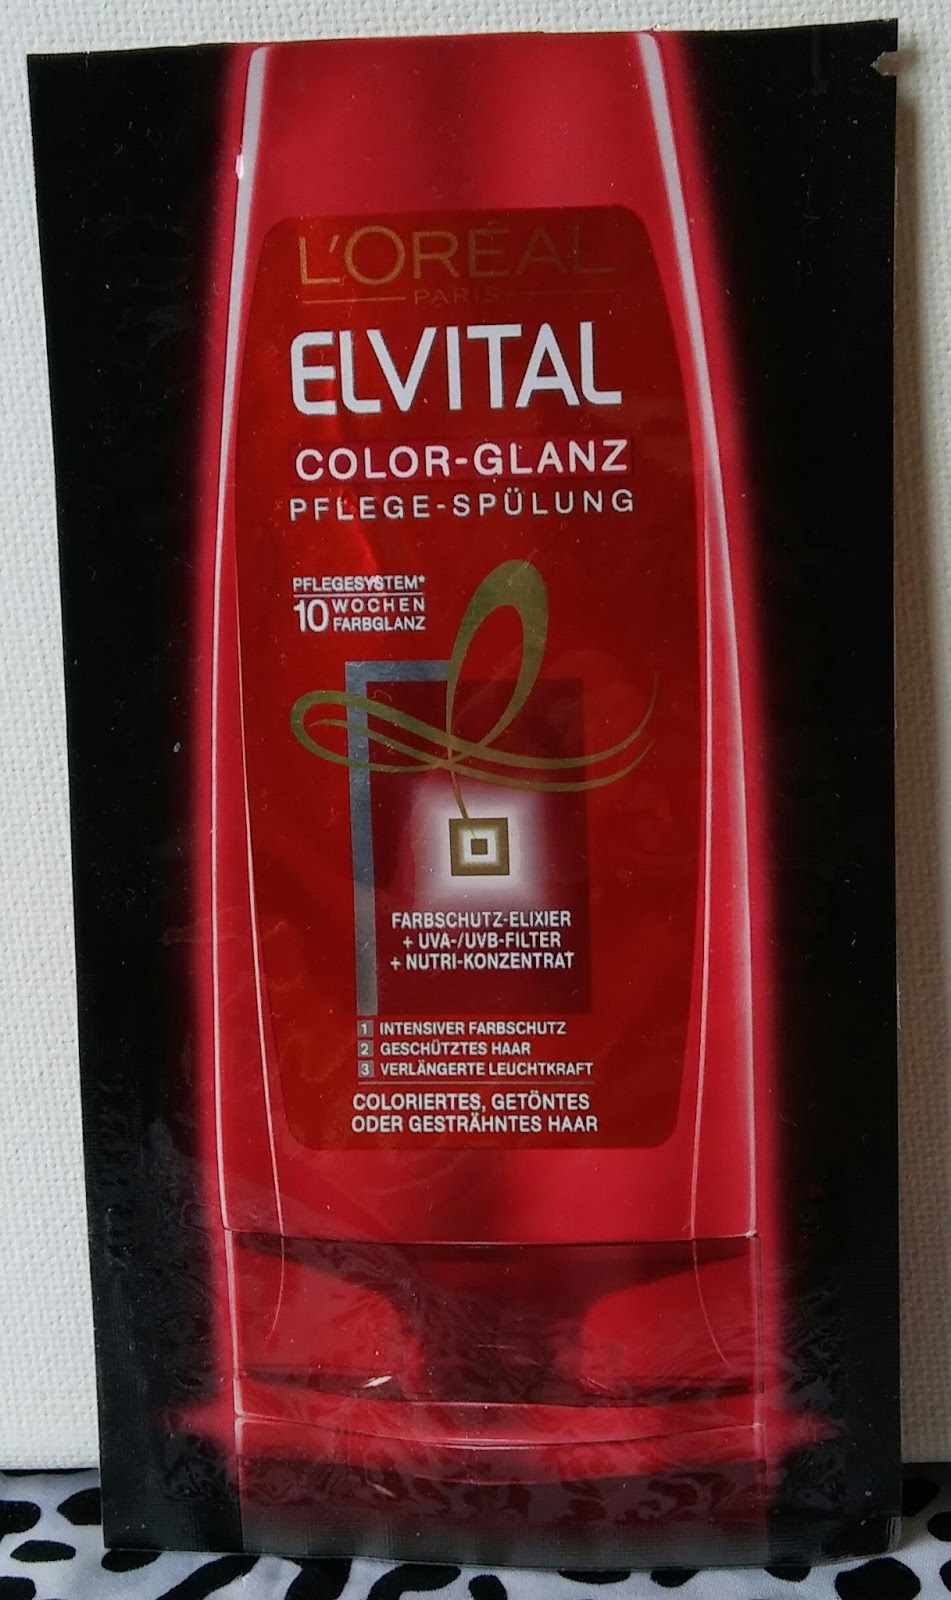 L'ORÉAL
PARIS
ELVITAL
COLOR-GLANZ
PFLEGE-SPÜLUNG
PFLEGESYSTEM*
10 WOCHEN
FARBGLANZ
FARBSCHUTZ-ELIXIER
+ UVA-/UVB-FILTER
+ NUTRI-KONZENTRAT
1 INTENSIVER FARBSCHUTZ
2 GESCHÜTZTES HAAR
3 VERLÄNGERTE LEUCHTKRAFT
COLORIERTES, GETÖNTES
ODER GESTRÄHNTES HAAR